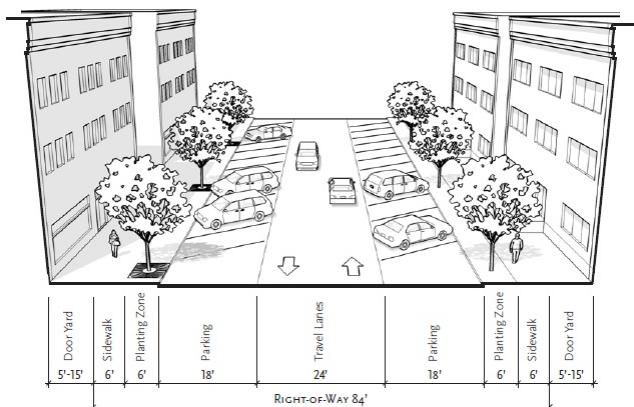 Door Yard
Sidewalk
Planting Zone
Parking
Travel Lanes
Parking
Planting Zone
Sidewalk
Door Yard
5'-15'
6'
6'
18'
24'
18'
6'
6'
5'-15'
Right-of-Way 84'